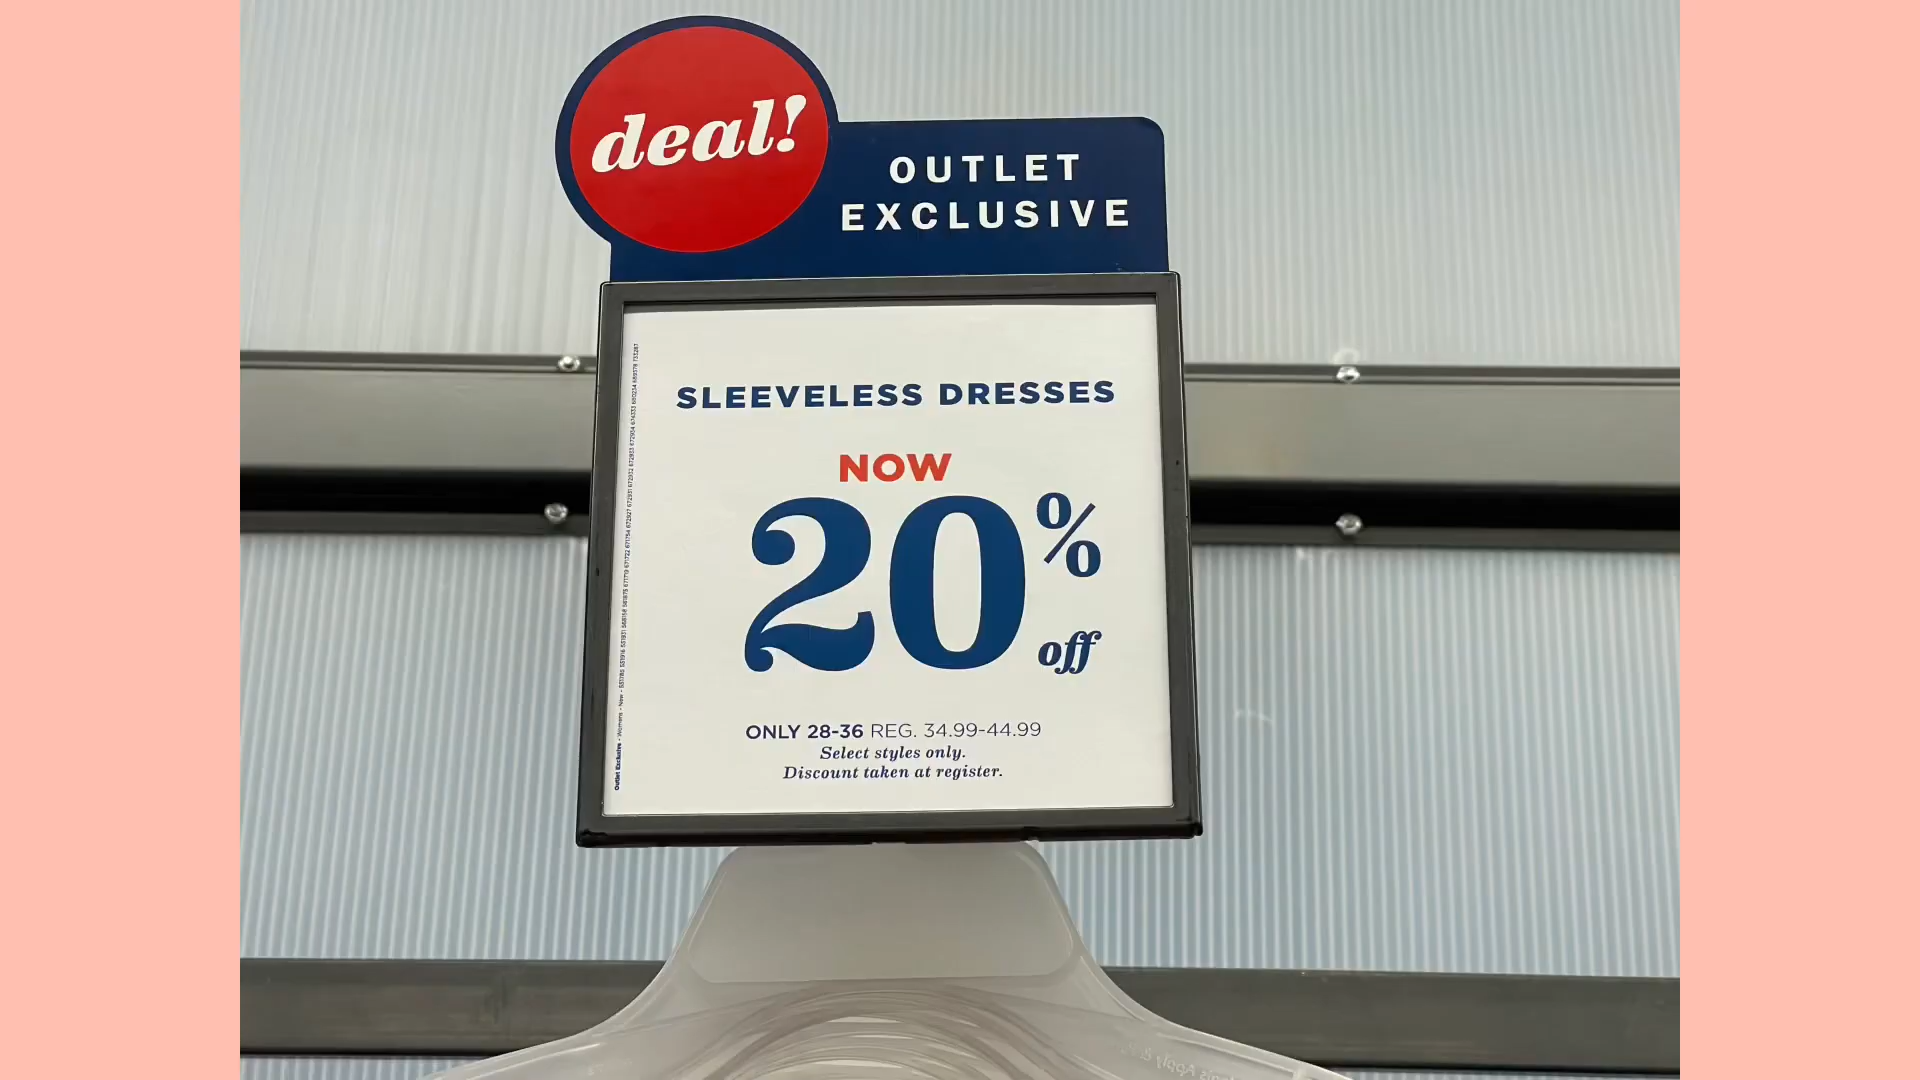 deal!
OUTLET
EXCLUSIVE
SLEEVELESS DRESSES
NOW
20%
off
ONLY 28-36 REG. 34.99-44.99
Select styles only.
Discount taken at register.